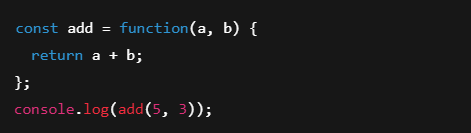 const add = function(a, b) {
  return a + b;
};
console.log(add(5, 3));